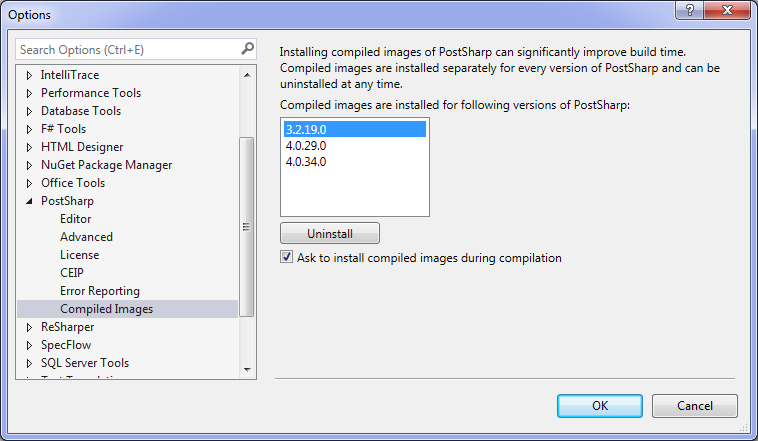 Options
Search Options (Ctrl+E)
IntelliTrace
Performance Tools
Database Tools
F# Tools
HTML Designer
NuGet Package Manager
Office Tools
PostSharp
Editor
Advanced
License
CEIP
Error Reporting
Compiled Images
ReSharper
SpecFlow
SQL Server Tools
Installing compiled images of PostSharp can significantly improve build time.
Compiled images are installed separately for every version of PostSharp and can be
uninstalled at any time.
Compiled images are installed for following versions of PostSharp:
3.2.19.0
4.0.29.0
4.0.34.0
Uninstall
Ask to install compiled images during compilation
OK
Cancel